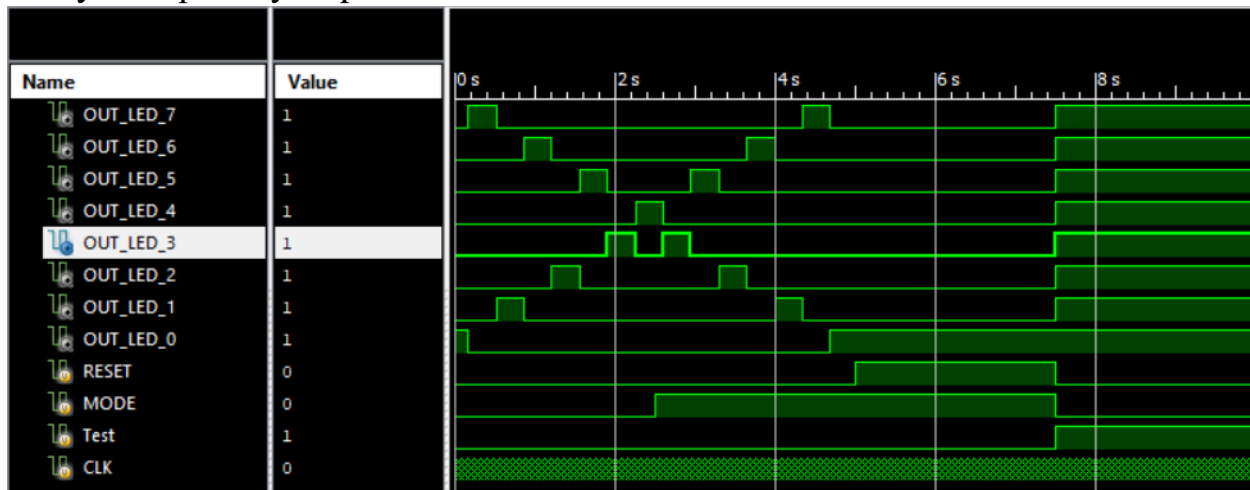 Name Value 0 s 2 s 4 s 6 s 8 s
OUT_LED_7 1
OUT_LED_6 1
OUT_LED_5 1
OUT_LED_4 1
OUT_LED_3 1
OUT_LED_2 1
OUT_LED_1 1
OUT_LED_0 1
RESET 0
MODE 0
Test 1
CLK 0